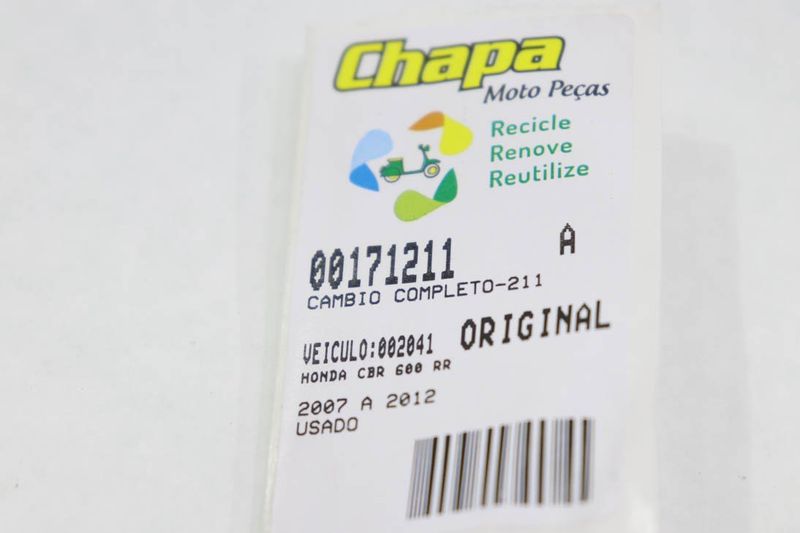 Chapa
Moto Peças
Recicle
Renove
Reutilize
00171211 A
CAMBIO COMPLETO-211
VEICULO:002041 ORIGINAL
HONDA CBR 600 RR
2007 A 2012
USADO